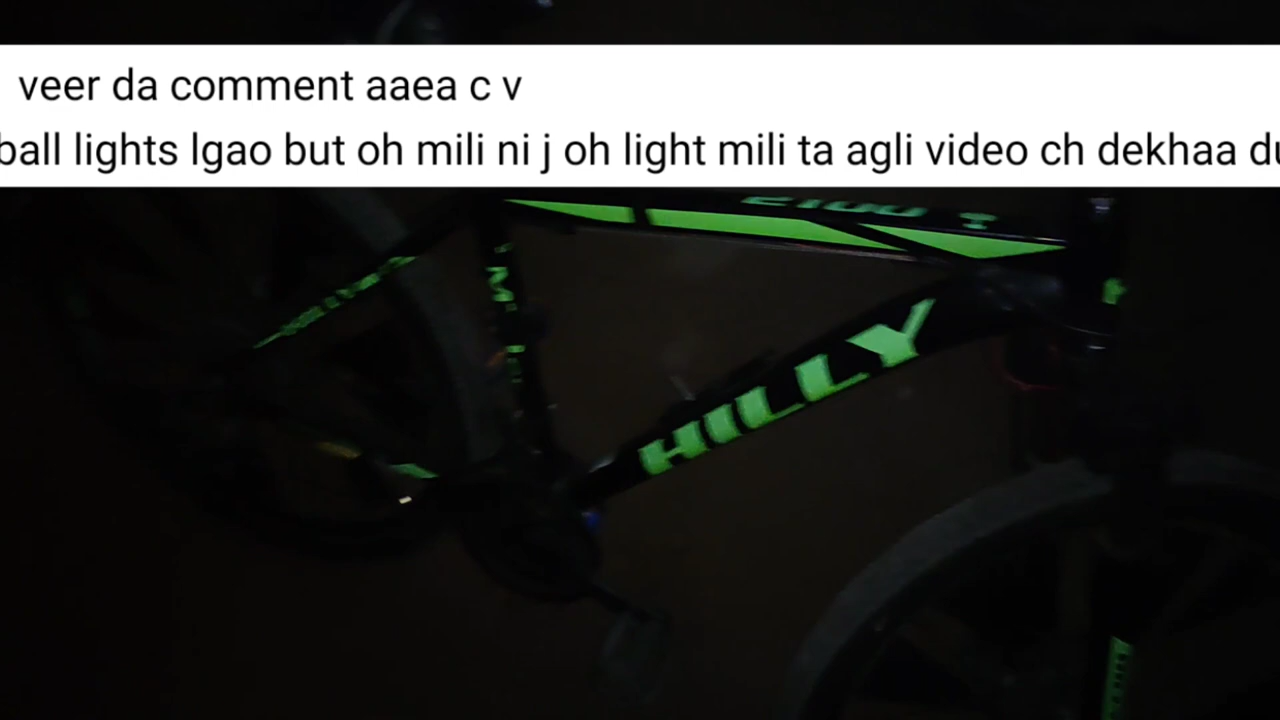 veer da comment aaea c v
ball lights lgao but oh mili ni j oh light mili ta agli video ch dekhaa du
HILLY